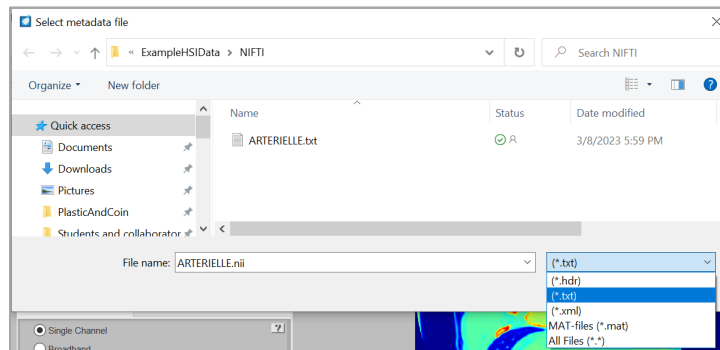 Select metadata file
« ExampleHSIData > NIFTI
Search NIFTI
Organize
New folder
?
Quick access
Documents
Downloads
Pictures
PlasticAndCoin
Students and collaborator
Name Status Date modified
ARTERIELLE.txt 3/8/2023 5:59 PM
File name: ARTERIELLE.nii
(*.txt)
(*.hdr)
(*.txt)
(*.xml)
MAT-files (*.mat)
All Files (*.*)
Single Channel
?
Broadband